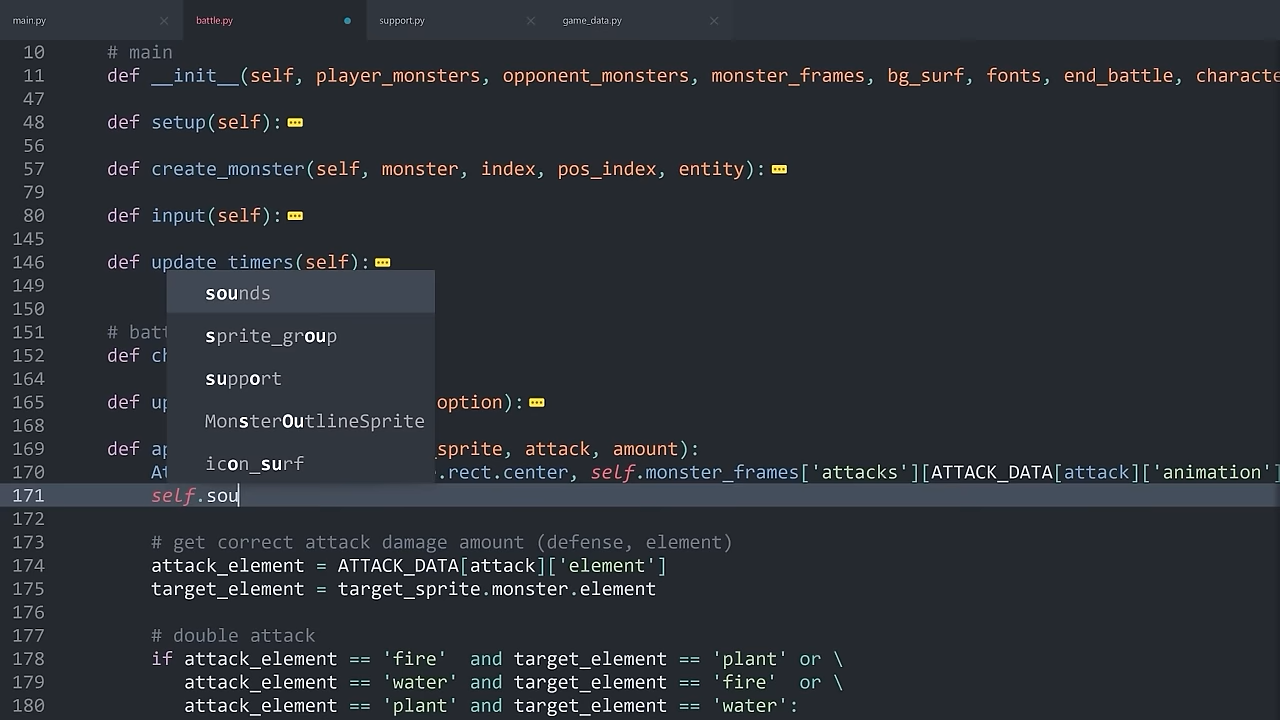 main.py battle.py support.py game_data.py
10 # main
11 def __init__(self, player_monsters, opponent_monsters, monster_frames, bg_surf, fonts, end_battle, characte
47
48 def setup(self):
56
57 def create_monster(self, monster, index, pos_index, entity):
79
80 def input(self):
145
146 def update_timers(self):
149
sounds
150
151 # batt
sprite_group
152 def ch
164
support
165 def up option):
168
MonsterOutlineSprite
169 def ap _sprite, attack, amount):
icon_surf
170 At .rect.center, self.monster_frames['attacks'][ATTACK_DATA[attack]['animation']
171 self.sou
172
173 # get correct attack damage amount (defense, element)
174 attack_element = ATTACK_DATA[attack]['element']
175 target_element = target_sprite.monster.element
176
177 # double attack
178 if attack_element == 'fire' and target_element == 'plant' or \
179 attack_element == 'water' and target_element == 'fire' or \
180 attack_element == 'plant' and target_element == 'water':